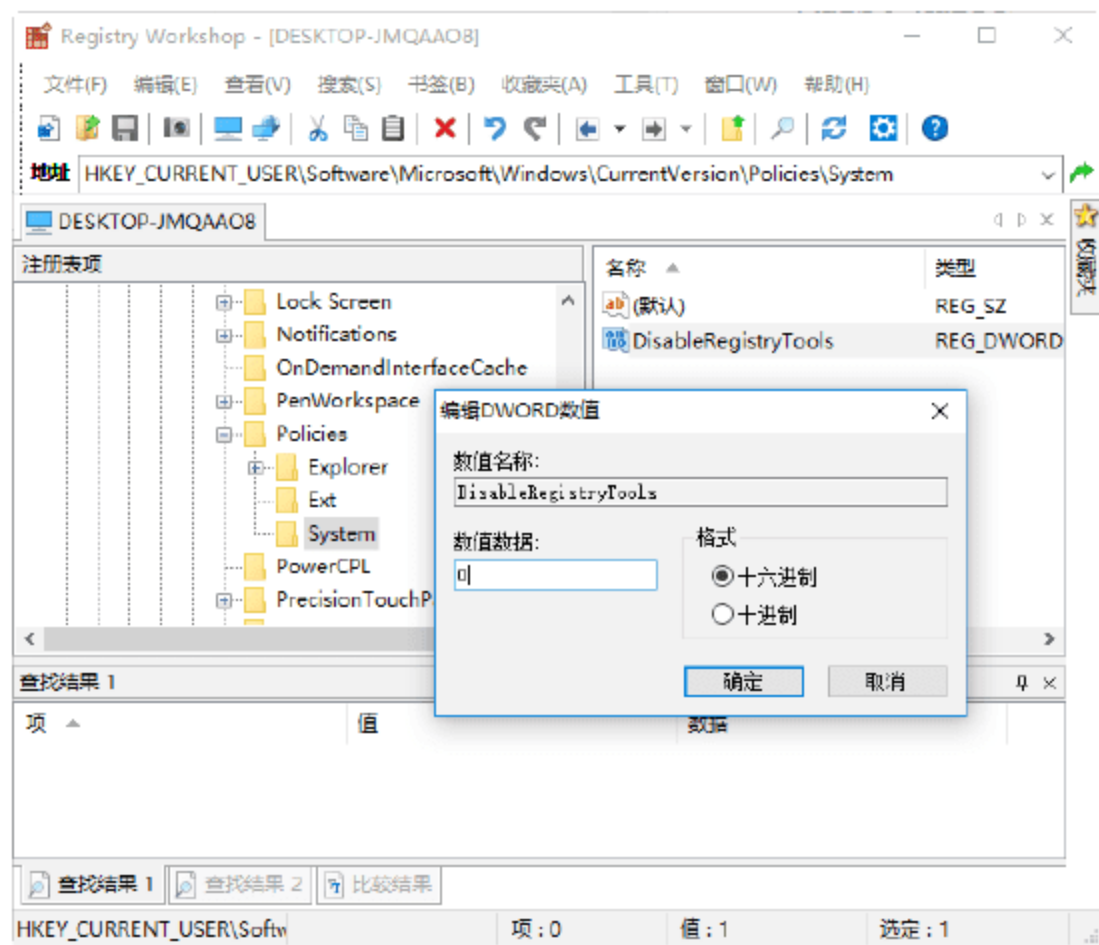 Registry Workshop - [DESKTOP-JMQAAO8]
文件(F) 编辑(E) 查看(V) 搜索(S) 书签(B) 收藏夹(A) 工具(T) 窗口(W) 帮助(H)
地址 HKEY_CURRENT_USER\Software\Microsoft\Windows\CurrentVersion\Policies\System
DESKTOP-JMQAAO8
收藏夹
注册表项
Lock Screen
Notifications
OnDemandInterfaceCache
PenWorkspace
Policies
Explorer
Ext
System
PowerCPL
PrecisionTouchP
名称 类型
(默认) REG_SZ
DisableRegistryTools REG_DWORD
编辑DWORD数值
数值名称:
DisableRegistryTools
数值数据:
0
格式
十六进制
十进制
确定 取消
查找结果 1
项 值 数据
查找结果 1 查找结果 2 比较结果
HKEY_CURRENT_USER\Softw 项 : 0 值 : 1 选定 : 1